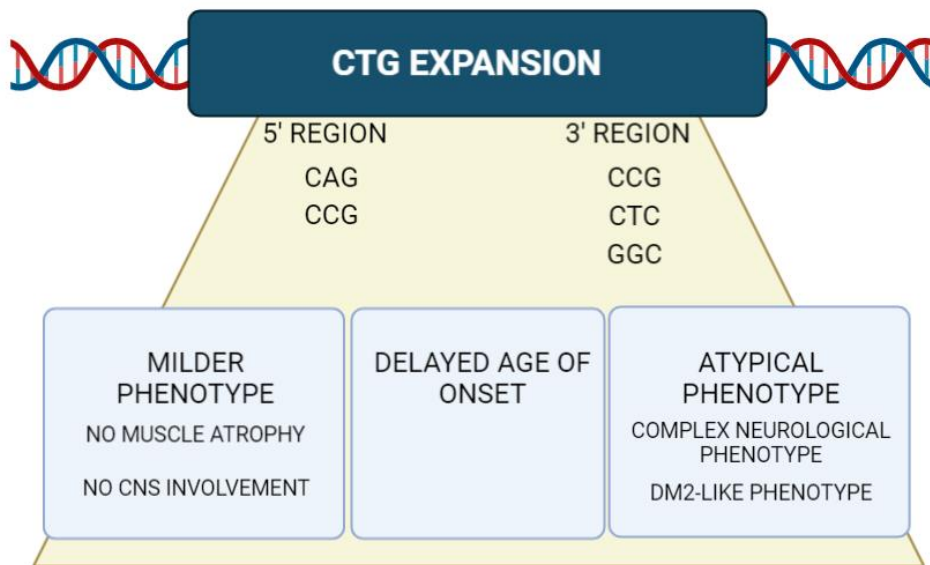 CTG EXPANSION
5' REGION
CAG
CCG
3' REGION
CCG
CTC
GGC
MILDER
PHENOTYPE
NO MUSCLE ATROPHY
NO CNS INVOLVEMENT
DELAYED AGE OF
ONSET
ATYPICAL
PHENOTYPE
COMPLEX NEUROLOGICAL
PHENOTYPE
DM2-LIKE PHENOTYPE